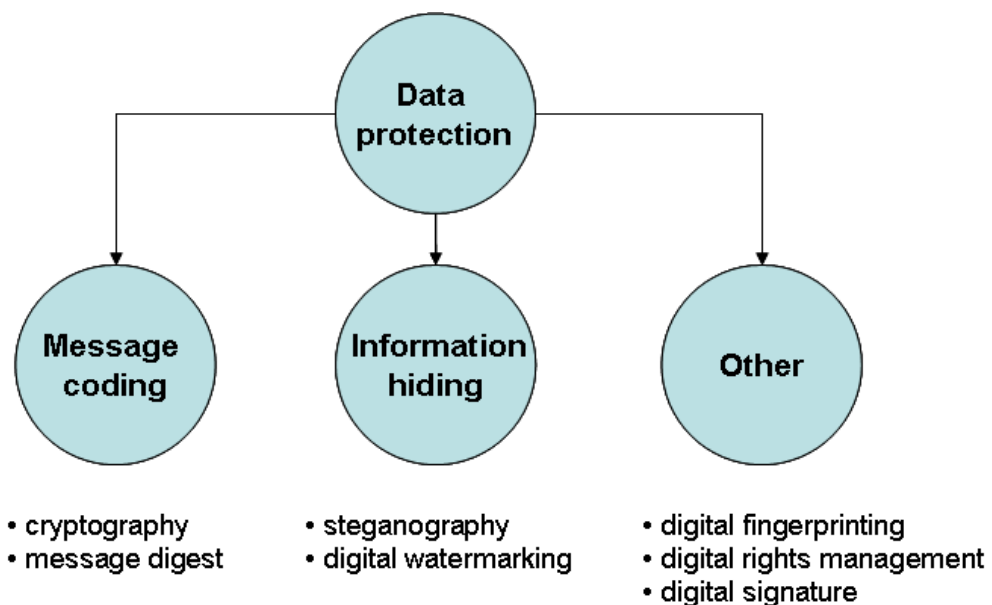 Data
protection
Message
coding
Information
hiding
Other
• cryptography
• message digest
• steganography
• digital watermarking
• digital fingerprinting
• digital rights management
• digital signature